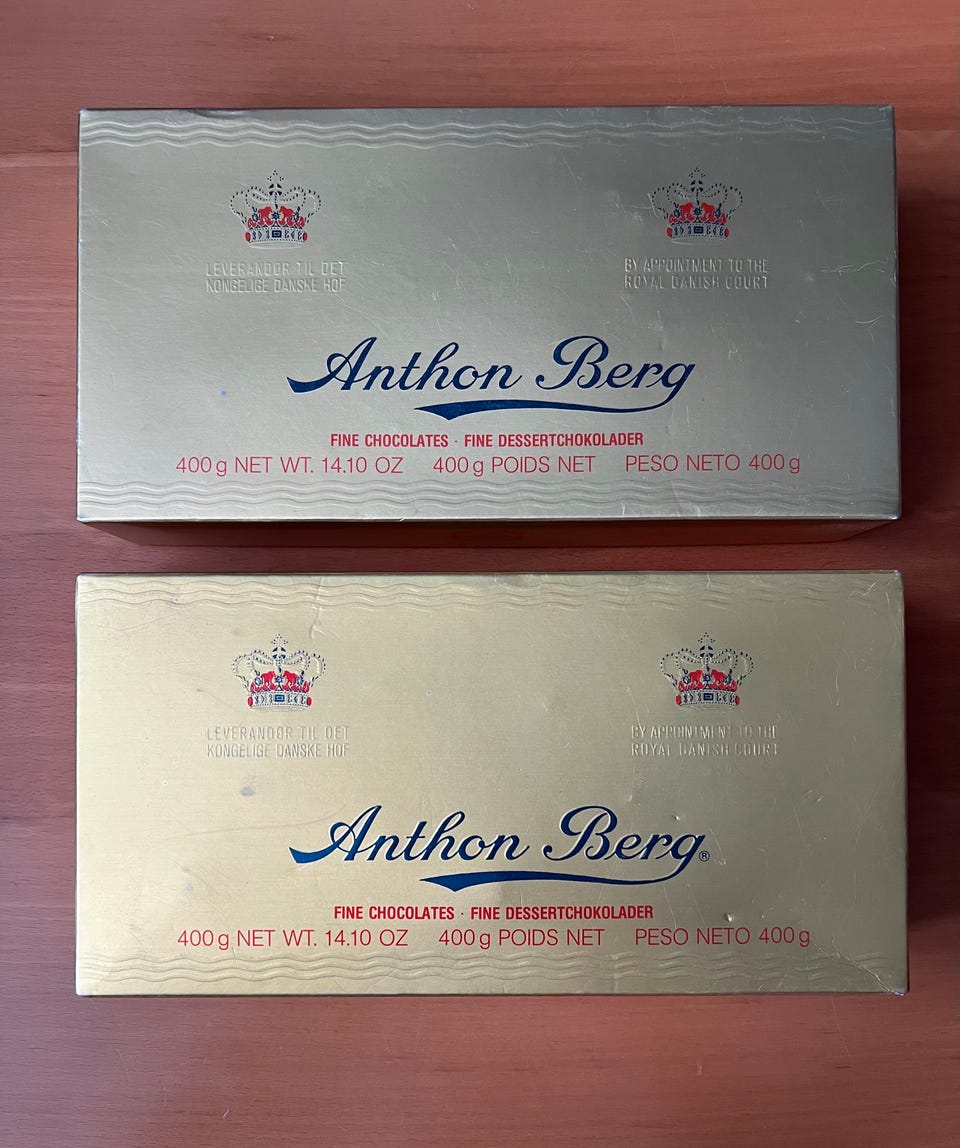 LEVERANDØR TIL DET
KONGELIGE DANSKE HOF
BY APPOINTMENT TO THE
ROYAL DANISH COURT
Anthon Berg
FINE CHOCOLATES · FINE DESSERTCHOKOLADER
400 g NET WT. 14.10 OZ 400 g POIDS NET PESO NETO 400 g
LEVERANDØR TIL DET
KONGELIGE DANSKE HOF
BY APPOINTMENT TO THE
ROYAL DANISH COURT
Anthon Berg®
FINE CHOCOLATES · FINE DESSERTCHOKOLADER
400 g NET WT. 14.10 OZ 400 g POIDS NET PESO NETO 400 g